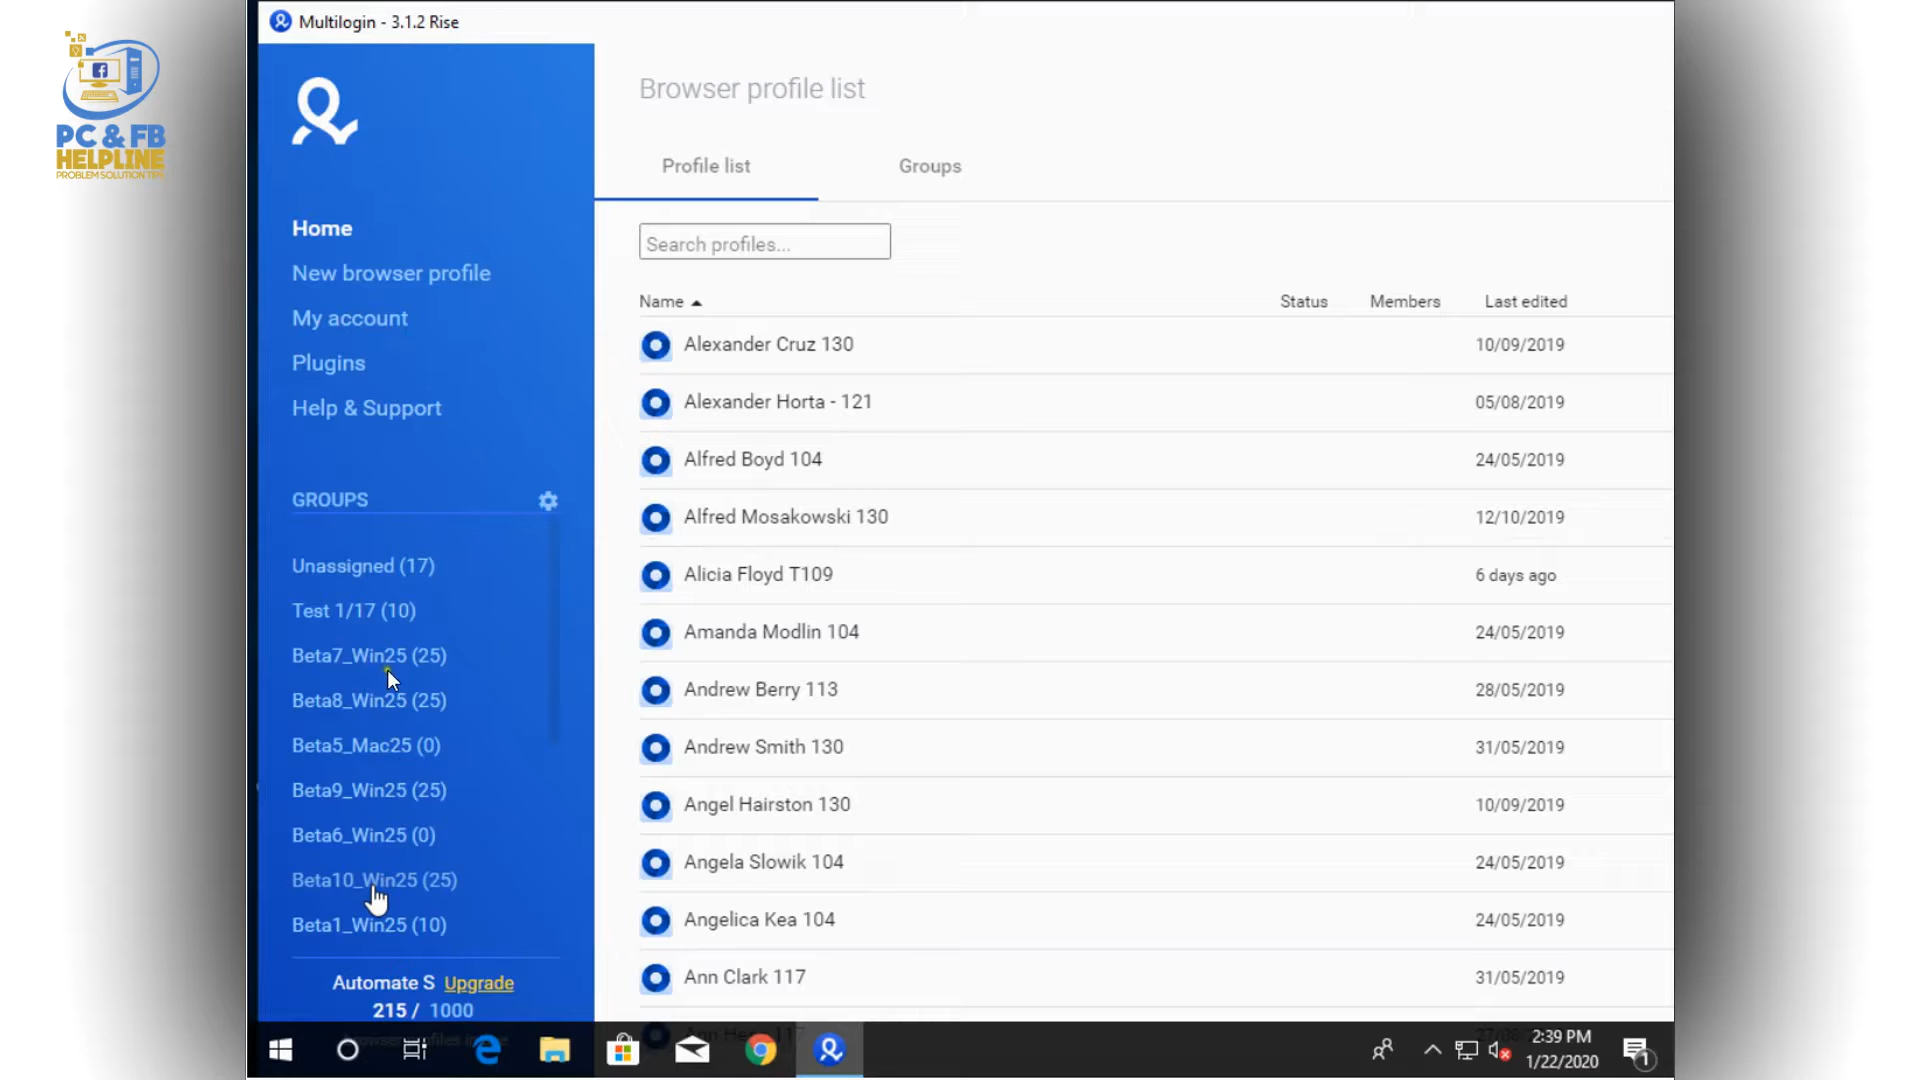 PC & FB
HELPLINE
PROBLEM SOLUTION TIPS
Multilogin - 3.1.2 Rise
Home
New browser profile
My account
Plugins
Help & Support
GROUPS
Unassigned (17)
Test 1/17 (10)
Beta7_Win25 (25)
Beta8_Win25 (25)
Beta5_Mac25 (0)
Beta9_Win25 (25)
Beta6_Win25 (0)
Beta10_Win25 (25)
Beta1_Win25 (10)
Automate S Upgrade
215 / 1000
Browser profile list
Profile list Groups
Search profiles...
Name Status Members Last edited
Alexander Cruz 130 10/09/2019
Alexander Horta - 121 05/08/2019
Alfred Boyd 104 24/05/2019
Alfred Mosakowski 130 12/10/2019
Alicia Floyd T109 6 days ago
Amanda Modlin 104 24/05/2019
Andrew Berry 113 28/05/2019
Andrew Smith 130 31/05/2019
Angel Hairston 130 10/09/2019
Angela Slowik 104 24/05/2019
Angelica Kea 104 24/05/2019
Ann Clark 117 31/05/2019
2:39 PM
1/22/2020
1